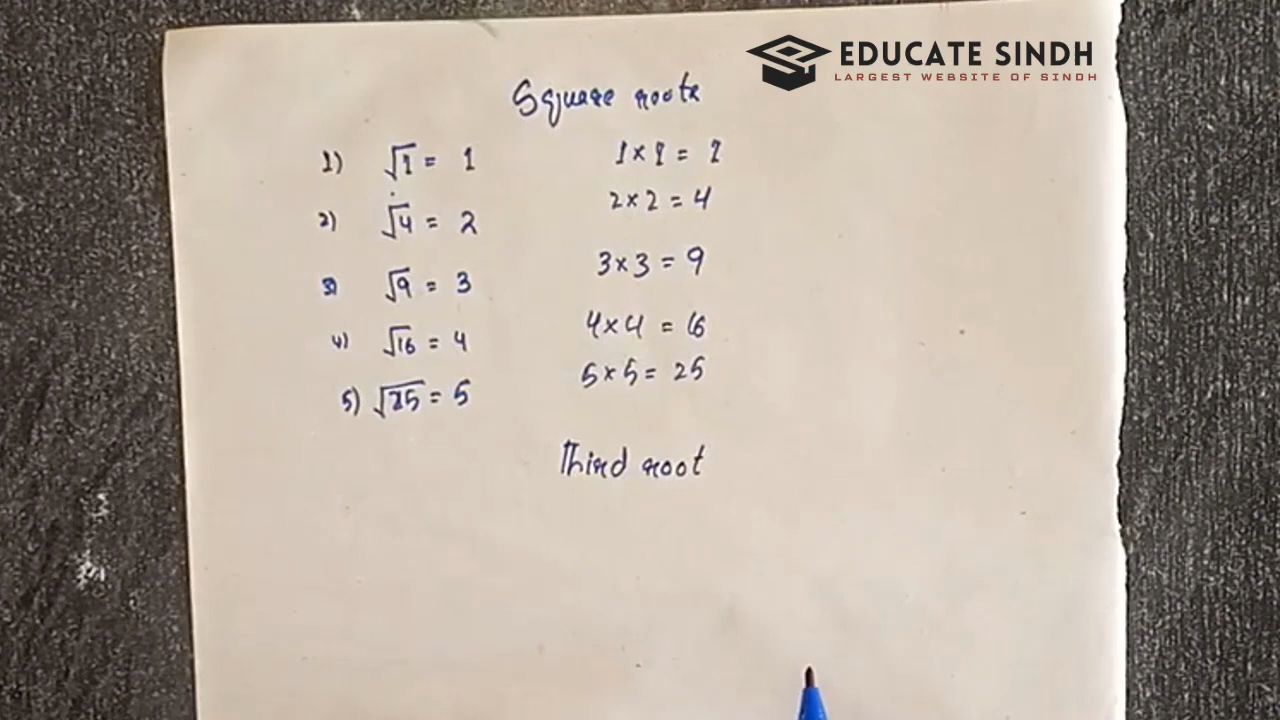 EDUCATE SINDH
LARGEST WEBSITE OF SINDH
Square roots
1) √1 = 1 1 × 1 = 1
2) √4 = 2 2 × 2 = 4
3) √9 = 3 3 × 3 = 9
4) √16 = 4 4 × 4 = 16
5) √25 = 5 5 × 5 = 25
Third root